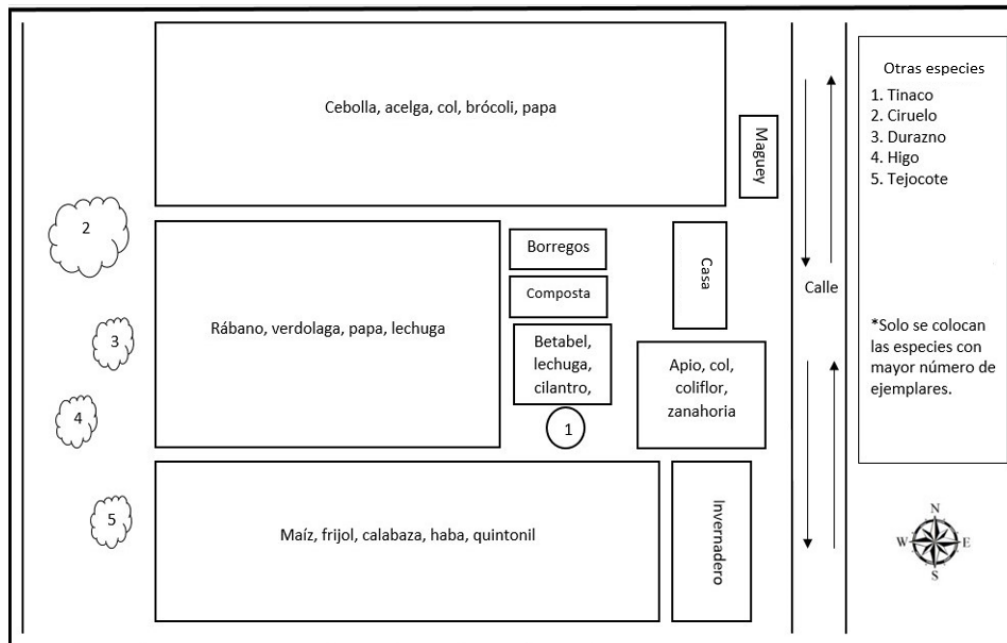 Cebolla, acelga, col, brócoli, papa
Maguey
Otras especies
1. Tinaco
2. Ciruelo
3. Durazno
4. Higo
5. Tejocote
2
Borregos
Casa
Composta
Calle
Rábano, verdolaga, papa, lechuga
3
Betabel,
lechuga,
cilantro,
Apio, col,
coliflor,
zanahoria
*Solo se colocan
las especies con
mayor número de
ejemplares.
4
1
5
Maíz, frijol, calabaza, haba, quintonil
Invernadero
N
W
E
S